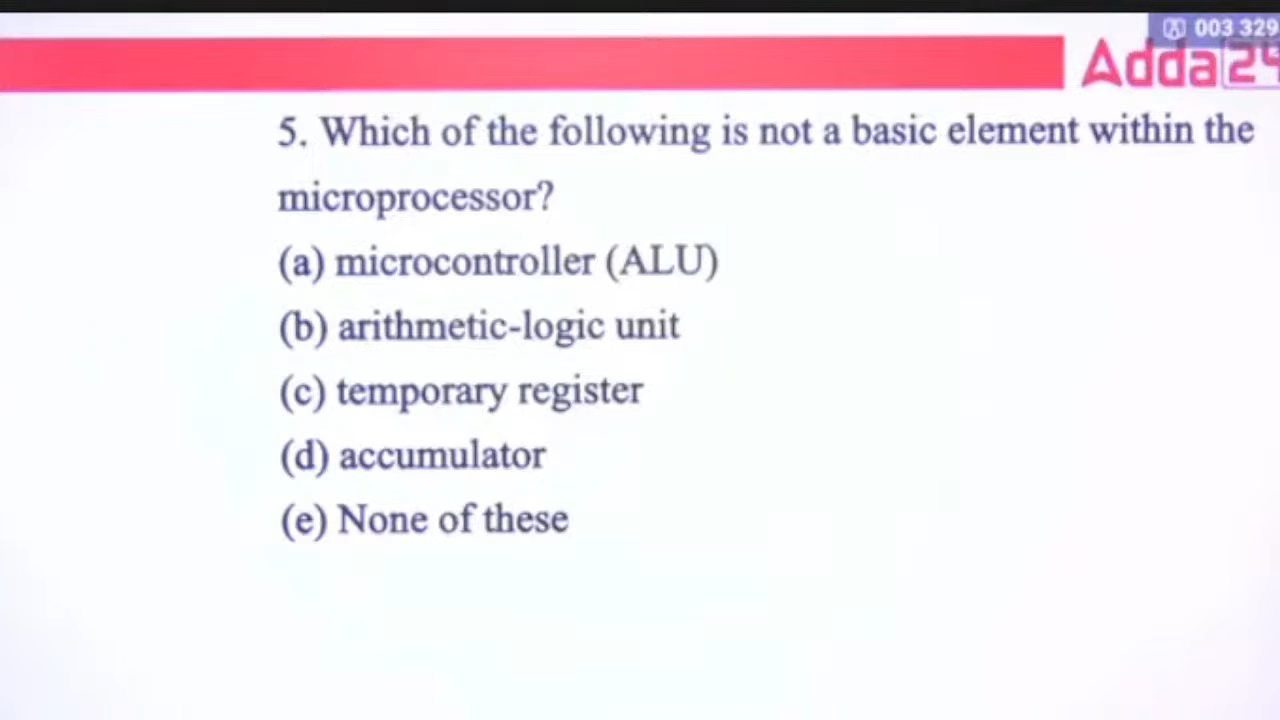 003 329
Adda24
5. Which of the following is not a basic element within the
microprocessor?
(a) microcontroller (ALU)
(b) arithmetic-logic unit
(c) temporary register
(d) accumulator
(e) None of these